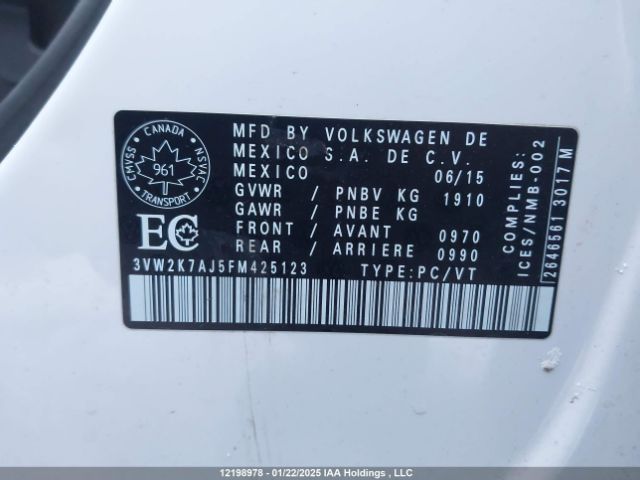 CANADA
CMVSS
NSVAC
961
TRANSPORT
EC
MFD BY VOLKSWAGEN DE
MEXICO S.A. DE C.V.
MEXICO 06/15
GVWR / PNBV KG 1910
GAWR / PNBE KG
FRONT / AVANT 0970
REAR / ARRIERE 0990
3VW2K7AJ5FM425123 TYPE:PC/VT
COMPLIES:
ICES/NMB-002
2646561 3017 M
12198978 - 01/22/2025 IAA Holdings , LLC